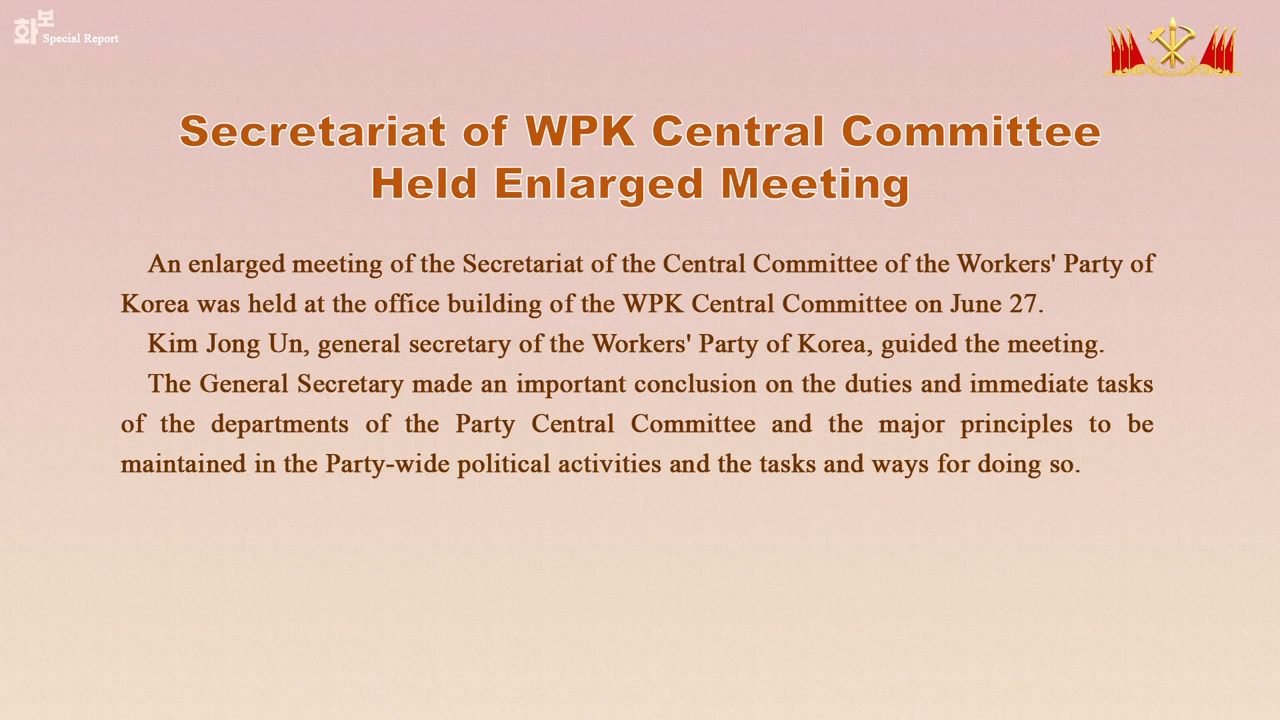 화보
Special Report
Secretariat of WPK Central Committee
Held Enlarged Meeting
An enlarged meeting of the Secretariat of the Central Committee of the Workers' Party of
Korea was held at the office building of the WPK Central Committee on June 27.
Kim Jong Un, general secretary of the Workers' Party of Korea, guided the meeting.
The General Secretary made an important conclusion on the duties and immediate tasks
of the departments of the Party Central Committee and the major principles to be
maintained in the Party-wide political activities and the tasks and ways for doing so.